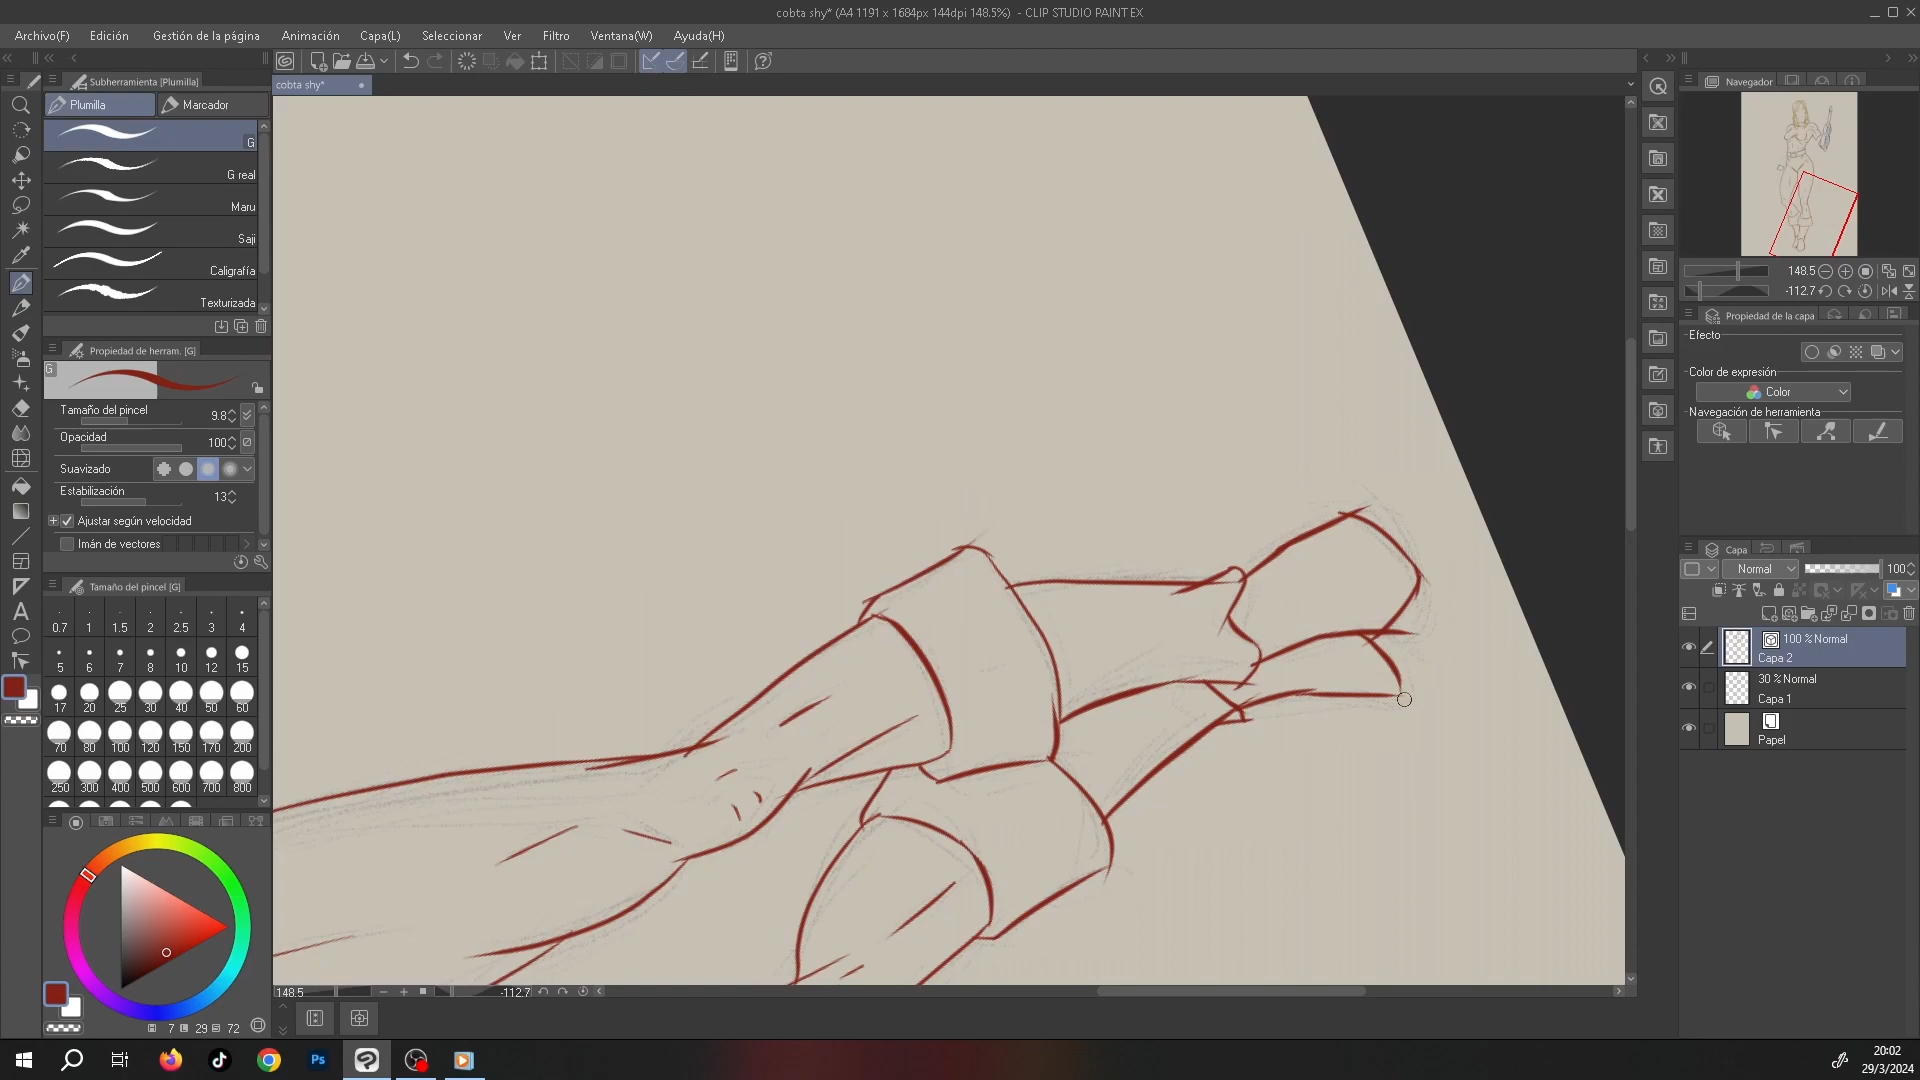 cobta shy* (A4 1191 x 1684px 144dpi 148.5%) - CLIP STUDIO PAINT EX
Archivo(F) Edición Gestión de la página Animación Capa(L) Seleccionar Ver Filtro Ventana(W) Ayuda(H)
Subherramienta [Plumilla]
cobta shy*
Navegador
Plumilla Marcador
G
G real
Maru
Saji
Caligrafía
Texturizada
148.5
-112.7
Propiedad de la capa
Efecto
Color de expresión
Color
Navegación de herramienta
Propiedad de herram. [G]
G
Tamaño del pincel 9.8
Opacidad 100
Suavizado
Estabilización 13
Ajustar según velocidad
Imán de vectores
Tamaño del pincel [G]
0.7 1 1.5 2 2.5 3 4
5 6 7 8 10 12 15
17 20 25 30 40 50 60
70 80 100 120 150 170 200
250 300 400 500 600 700 800
Capa
Normal 100
100 % Normal
Capa 2
30 % Normal
Capa 1
Papel
148.5 -112.7
7 29 72
Ps
20:02
29/3/2024